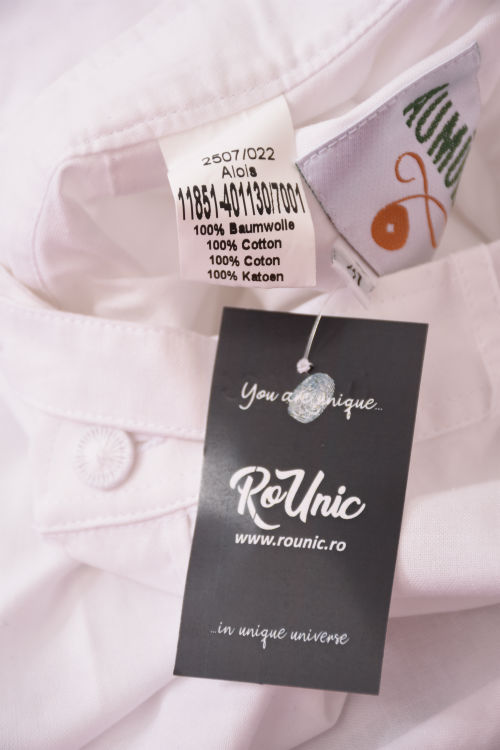 2507/022
Alois
11851-401130/7001
100% Baumwolle
100% Cotton
100% Coton
100% Katoen
You are unique...
RoUnic
www.rounic.ro
...in unique universe